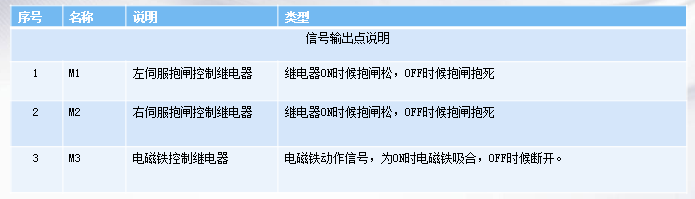 序号 名称 说明 类型
信号输出点说明
1 M1 左伺服抱闸控制继电器 继电器ON时候抱闸松，OFF时候抱闸抱死
2 M2 右伺服抱闸控制继电器 继电器ON时候抱闸松，OFF时候抱闸抱死
3 M3 电磁铁控制继电器 电磁铁动作信号，为ON时电磁铁吸合，OFF时候断开。